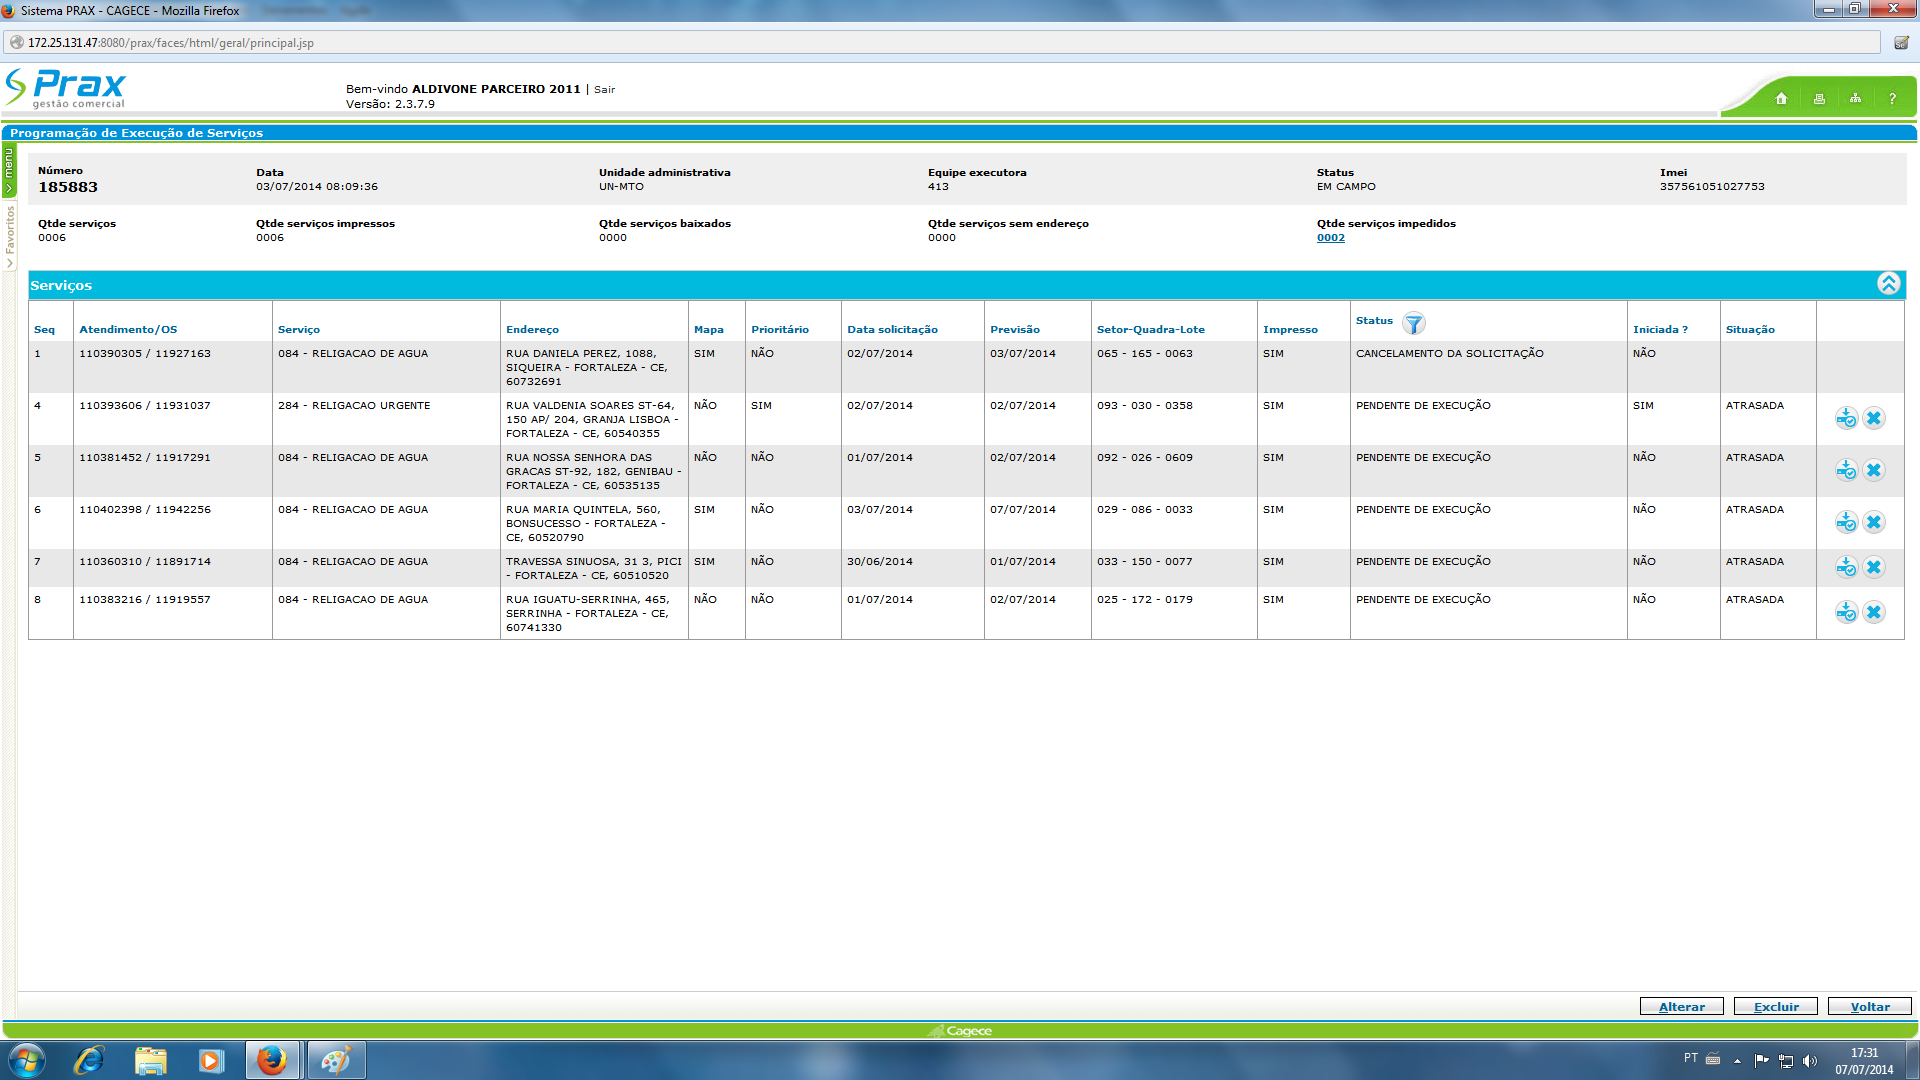 Sistema PRAX - CAGECE - Mozilla Firefox
172.25.131.47:8080/prax/faces/html/geral/principal.jsp
Prax
gestão comercial
Bem-vindo ALDIVONE PARCEIRO 2011 | Sair
Versão: 2.3.7.9
Programação de Execução de Serviços
menu
Favoritos
Número Data Unidade administrativa Equipe executora Status Imei
185883 03/07/2014 08:09:36 UN-MTO 413 EM CAMPO 357561051027753
Qtde serviços Qtde serviços impressos Qtde serviços baixados Qtde serviços sem endereço Qtde serviços impedidos
0006 0006 0000 0000 0002
Serviços
Seq Atendimento/OS Serviço Endereço Mapa Prioritário Data solicitação Previsão Setor-Quadra-Lote Impresso Status Iniciada ? Situação
1 110390305 / 11927163 084 - RELIGACAO DE AGUA RUA DANIELA PEREZ, 1088, SIM NÃO 02/07/2014 03/07/2014 065 - 165 - 0063 SIM CANCELAMENTO DA SOLICITAÇÃO NÃO
SIQUEIRA - FORTALEZA - CE,
60732691
4 110393606 / 11931037 284 - RELIGACAO URGENTE RUA VALDENIA SOARES ST-64, NÃO SIM 02/07/2014 02/07/2014 093 - 030 - 0358 SIM PENDENTE DE EXECUÇÃO SIM ATRASADA
150 AP/ 204, GRANJA LISBOA -
FORTALEZA - CE, 60540355
5 110381452 / 11917291 084 - RELIGACAO DE AGUA RUA NOSSA SENHORA DAS NÃO NÃO 01/07/2014 02/07/2014 092 - 026 - 0609 SIM PENDENTE DE EXECUÇÃO NÃO ATRASADA
GRACAS ST-92, 182, GENIBAU -
FORTALEZA - CE, 60535135
6 110402398 / 11942256 084 - RELIGACAO DE AGUA RUA MARIA QUINTELA, 560, SIM NÃO 03/07/2014 07/07/2014 029 - 086 - 0033 SIM PENDENTE DE EXECUÇÃO NÃO ATRASADA
BONSUCESSO - FORTALEZA -
CE, 60520790
7 110360310 / 11891714 084 - RELIGACAO DE AGUA TRAVESSA SINUOSA, 31 3, PICI SIM NÃO 30/06/2014 01/07/2014 033 - 150 - 0077 SIM PENDENTE DE EXECUÇÃO NÃO ATRASADA
- FORTALEZA - CE, 60510520
8 110383216 / 11919557 084 - RELIGACAO DE AGUA RUA IGUATU-SERRINHA, 465, NÃO NÃO 01/07/2014 02/07/2014 025 - 172 - 0179 SIM PENDENTE DE EXECUÇÃO NÃO ATRASADA
SERRINHA - FORTALEZA - CE,
60741330
Alterar Excluir Voltar
Cagece
PT
17:31
07/07/2014